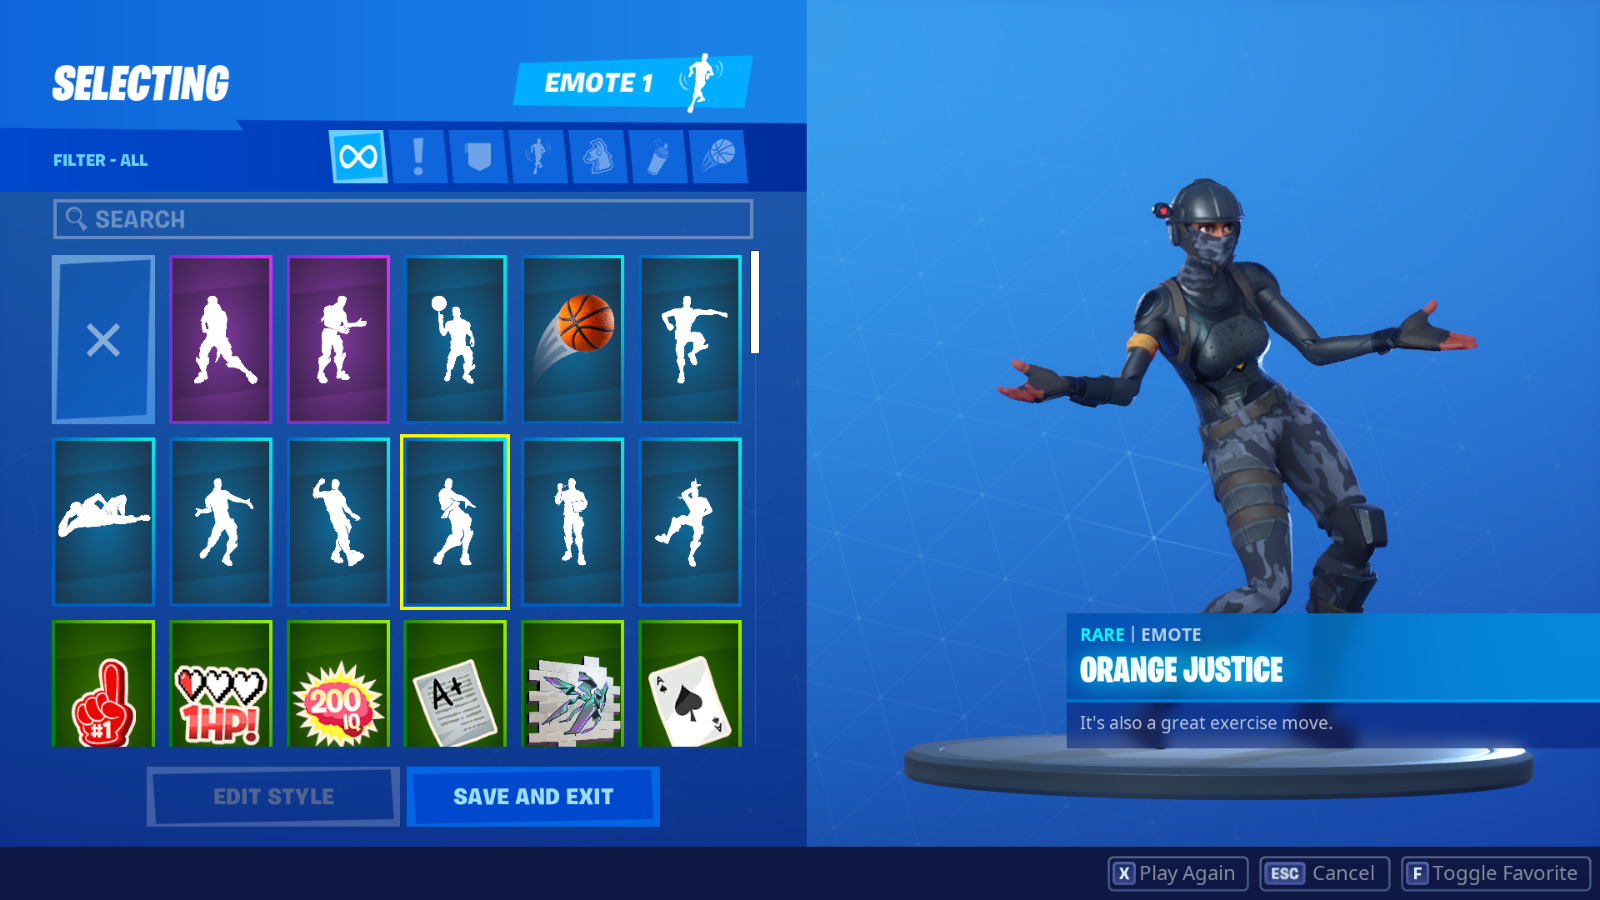 SELECTING
EMOTE 1
FILTER - ALL
SEARCH
#1
1HP!
200
IQ
A+
A
A
EDIT STYLE
SAVE AND EXIT
RARE | EMOTE
ORANGE JUSTICE
It's also a great exercise move.
X Play Again
ESC Cancel
F Toggle Favorite